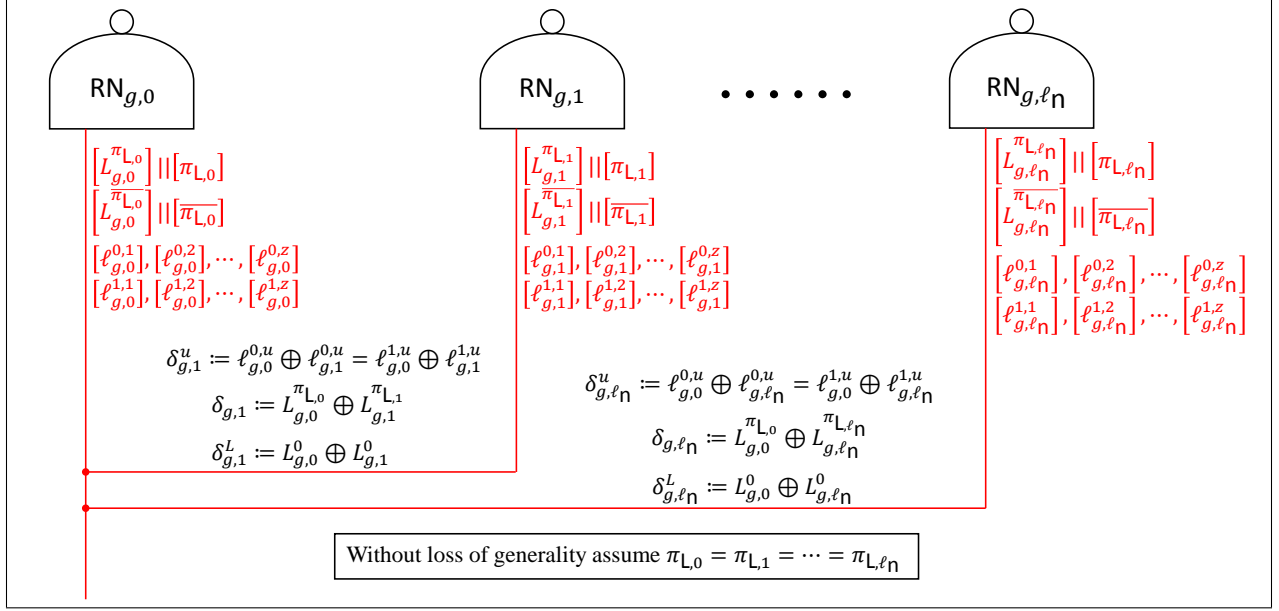 RN_{g,0}
RN_{g,1}
······
RN_{g,ℓ_n}
[L_{g,0}^{π_{L,0}}] || [π_{L,0}]
[L_{g,0}^{\overline{π_{L,0}}}] || [\overline{π_{L,0}}]
[ℓ_{g,0}^{0,1}], [ℓ_{g,0}^{0,2}], ⋯, [ℓ_{g,0}^{0,z}]
[ℓ_{g,0}^{1,1}], [ℓ_{g,0}^{1,2}], ⋯, [ℓ_{g,0}^{1,z}]
[L_{g,1}^{π_{L,1}}] || [π_{L,1}]
[L_{g,1}^{\overline{π_{L,1}}}] || [\overline{π_{L,1}}]
[ℓ_{g,1}^{0,1}], [ℓ_{g,1}^{0,2}], ⋯, [ℓ_{g,1}^{0,z}]
[ℓ_{g,1}^{1,1}], [ℓ_{g,1}^{1,2}], ⋯, [ℓ_{g,1}^{1,z}]
[L_{g,ℓ_n}^{π_{L,ℓ_n}}] || [π_{L,ℓ_n}]
[L_{g,ℓ_n}^{\overline{π_{L,ℓ_n}}}] || [\overline{π_{L,ℓ_n}}]
[ℓ_{g,ℓ_n}^{0,1}], [ℓ_{g,ℓ_n}^{0,2}], ⋯, [ℓ_{g,ℓ_n}^{0,z}]
[ℓ_{g,ℓ_n}^{1,1}], [ℓ_{g,ℓ_n}^{1,2}], ⋯, [ℓ_{g,ℓ_n}^{1,z}]
δ_{g,1}^{u} ≔ ℓ_{g,0}^{0,u} ⊕ ℓ_{g,1}^{0,u} = ℓ_{g,0}^{1,u} ⊕ ℓ_{g,1}^{1,u}
δ_{g,1} ≔ L_{g,0}^{π_{L,0}} ⊕ L_{g,1}^{π_{L,1}}
δ_{g,1}^{L} ≔ L_{g,0}^{0} ⊕ L_{g,1}^{0}
δ_{g,ℓ_n}^{u} ≔ ℓ_{g,0}^{0,u} ⊕ ℓ_{g,ℓ_n}^{0,u} = ℓ_{g,0}^{1,u} ⊕ ℓ_{g,ℓ_n}^{1,u}
δ_{g,ℓ_n} ≔ L_{g,0}^{π_{L,0}} ⊕ L_{g,ℓ_n}^{π_{L,ℓ_n}}
δ_{g,ℓ_n}^{L} ≔ L_{g,0}^{0} ⊕ L_{g,ℓ_n}^{0}
Without loss of generality assume π_{L,0} = π_{L,1} = ⋯ = π_{L,ℓ_n}